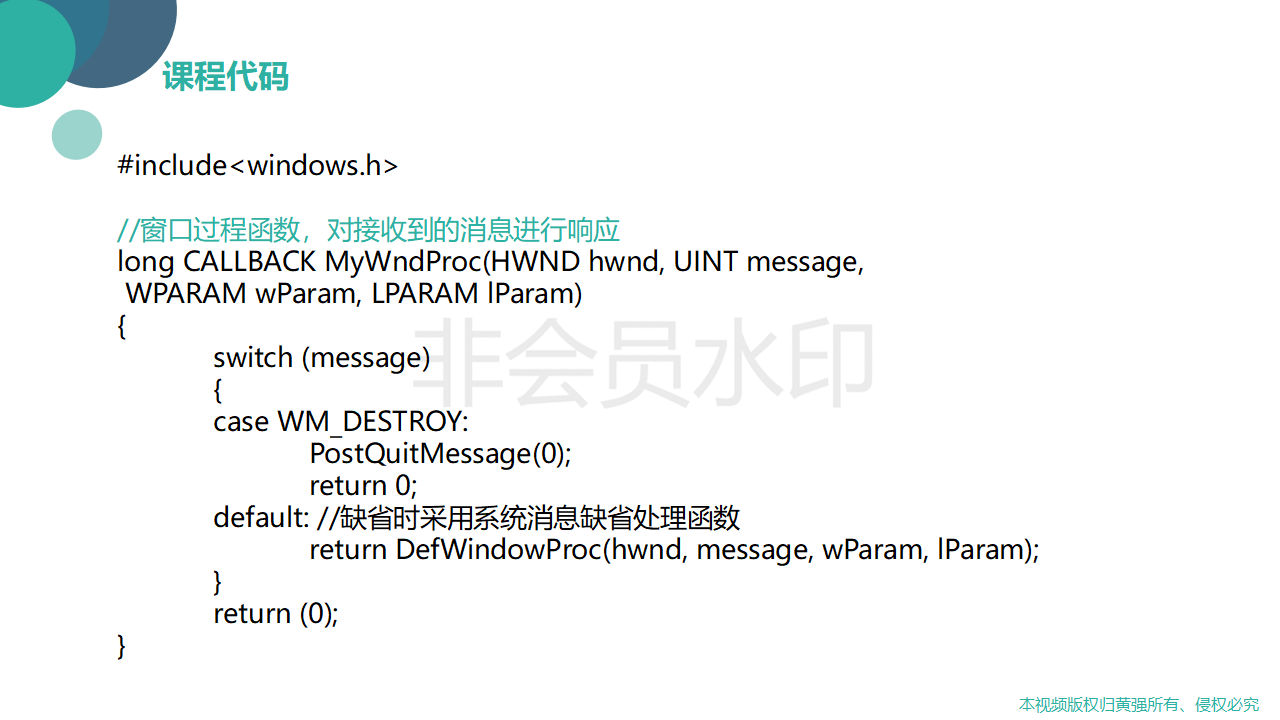 课程代码
#include<windows.h>
//窗口过程函数，对接收到的消息进行响应
long CALLBACK MyWndProc(HWND hwnd, UINT message,
WPARAM wParam, LPARAM lParam)
{
switch (message)
{
case WM_DESTROY:
PostQuitMessage(0);
return 0;
default: //缺省时采用系统消息缺省处理函数
return DefWindowProc(hwnd, message, wParam, lParam);
}
return (0);
}
非会员水印
本视频版权归黄强所有、侵权必究